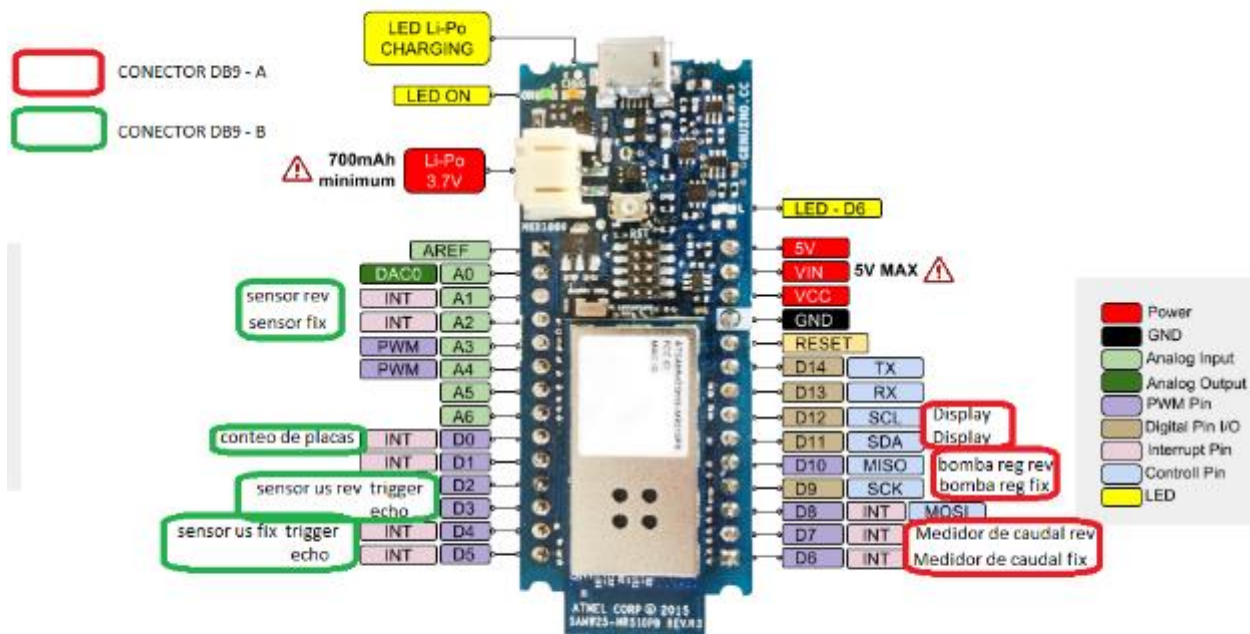 CONECTOR DB9 - A
CONECTOR DB9 - B
LED Li-Po
CHARGING
LED ON
700mAh
minimum
Li-Po
3.7V
GENUINO.CC
LED - D6
AREF
DAC0 A0
sensor rev INT A1
sensor fix INT A2
PWM A3
PWM A4
A5
A6
conteo de placas INT D0
INT D1
sensor us rev trigger D2
echo D3
sensor us fix trigger INT D4
echo INT D5
5V
VIN 5V MAX
VCC
GND
RESET
D14 TX
D13 RX
D12 SCL Display
D11 SDA Display
D10 MISO bomba reg rev
D9 SCK bomba reg fix
D8 INT MOSI
D7 INT Medidor de caudal rev
D6 INT Medidor de caudal fix
Power
GND
Analog Input
Analog Output
PWM Pin
Digital Pin I/O
Interrupt Pin
Controll Pin
LED
RST
L
ATMEL CORP © 2015